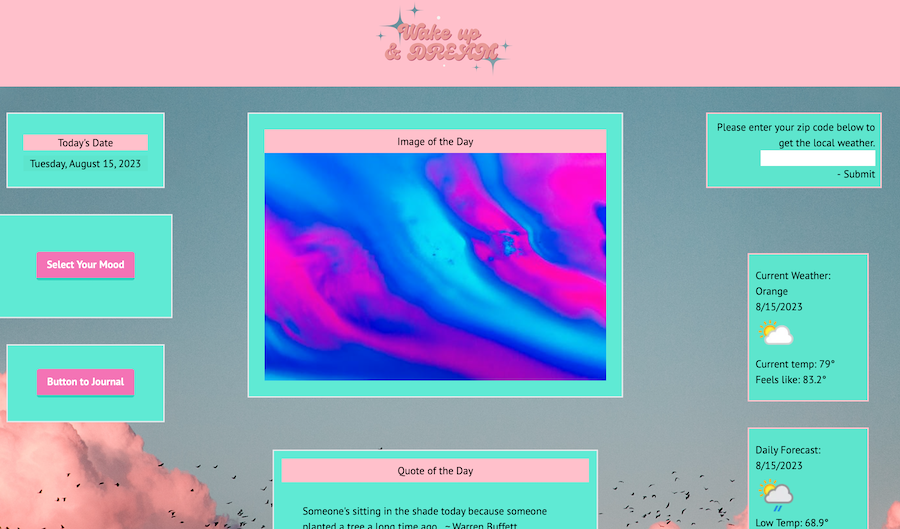 Wake up
& DREAM
Today's Date
Tuesday, August 15, 2023
Select Your Mood
Button to Journal
Image of the Day
Quote of the Day
Someone's sitting in the shade today because someone
planted a tree a long time ago. ~ Warren Buffett
Please enter your zip code below to
get the local weather.
- Submit
Current Weather:
Orange
8/15/2023
Current temp: 79°
Feels like: 83.2°
Daily Forecast:
8/15/2023
Low Temp: 68.9°